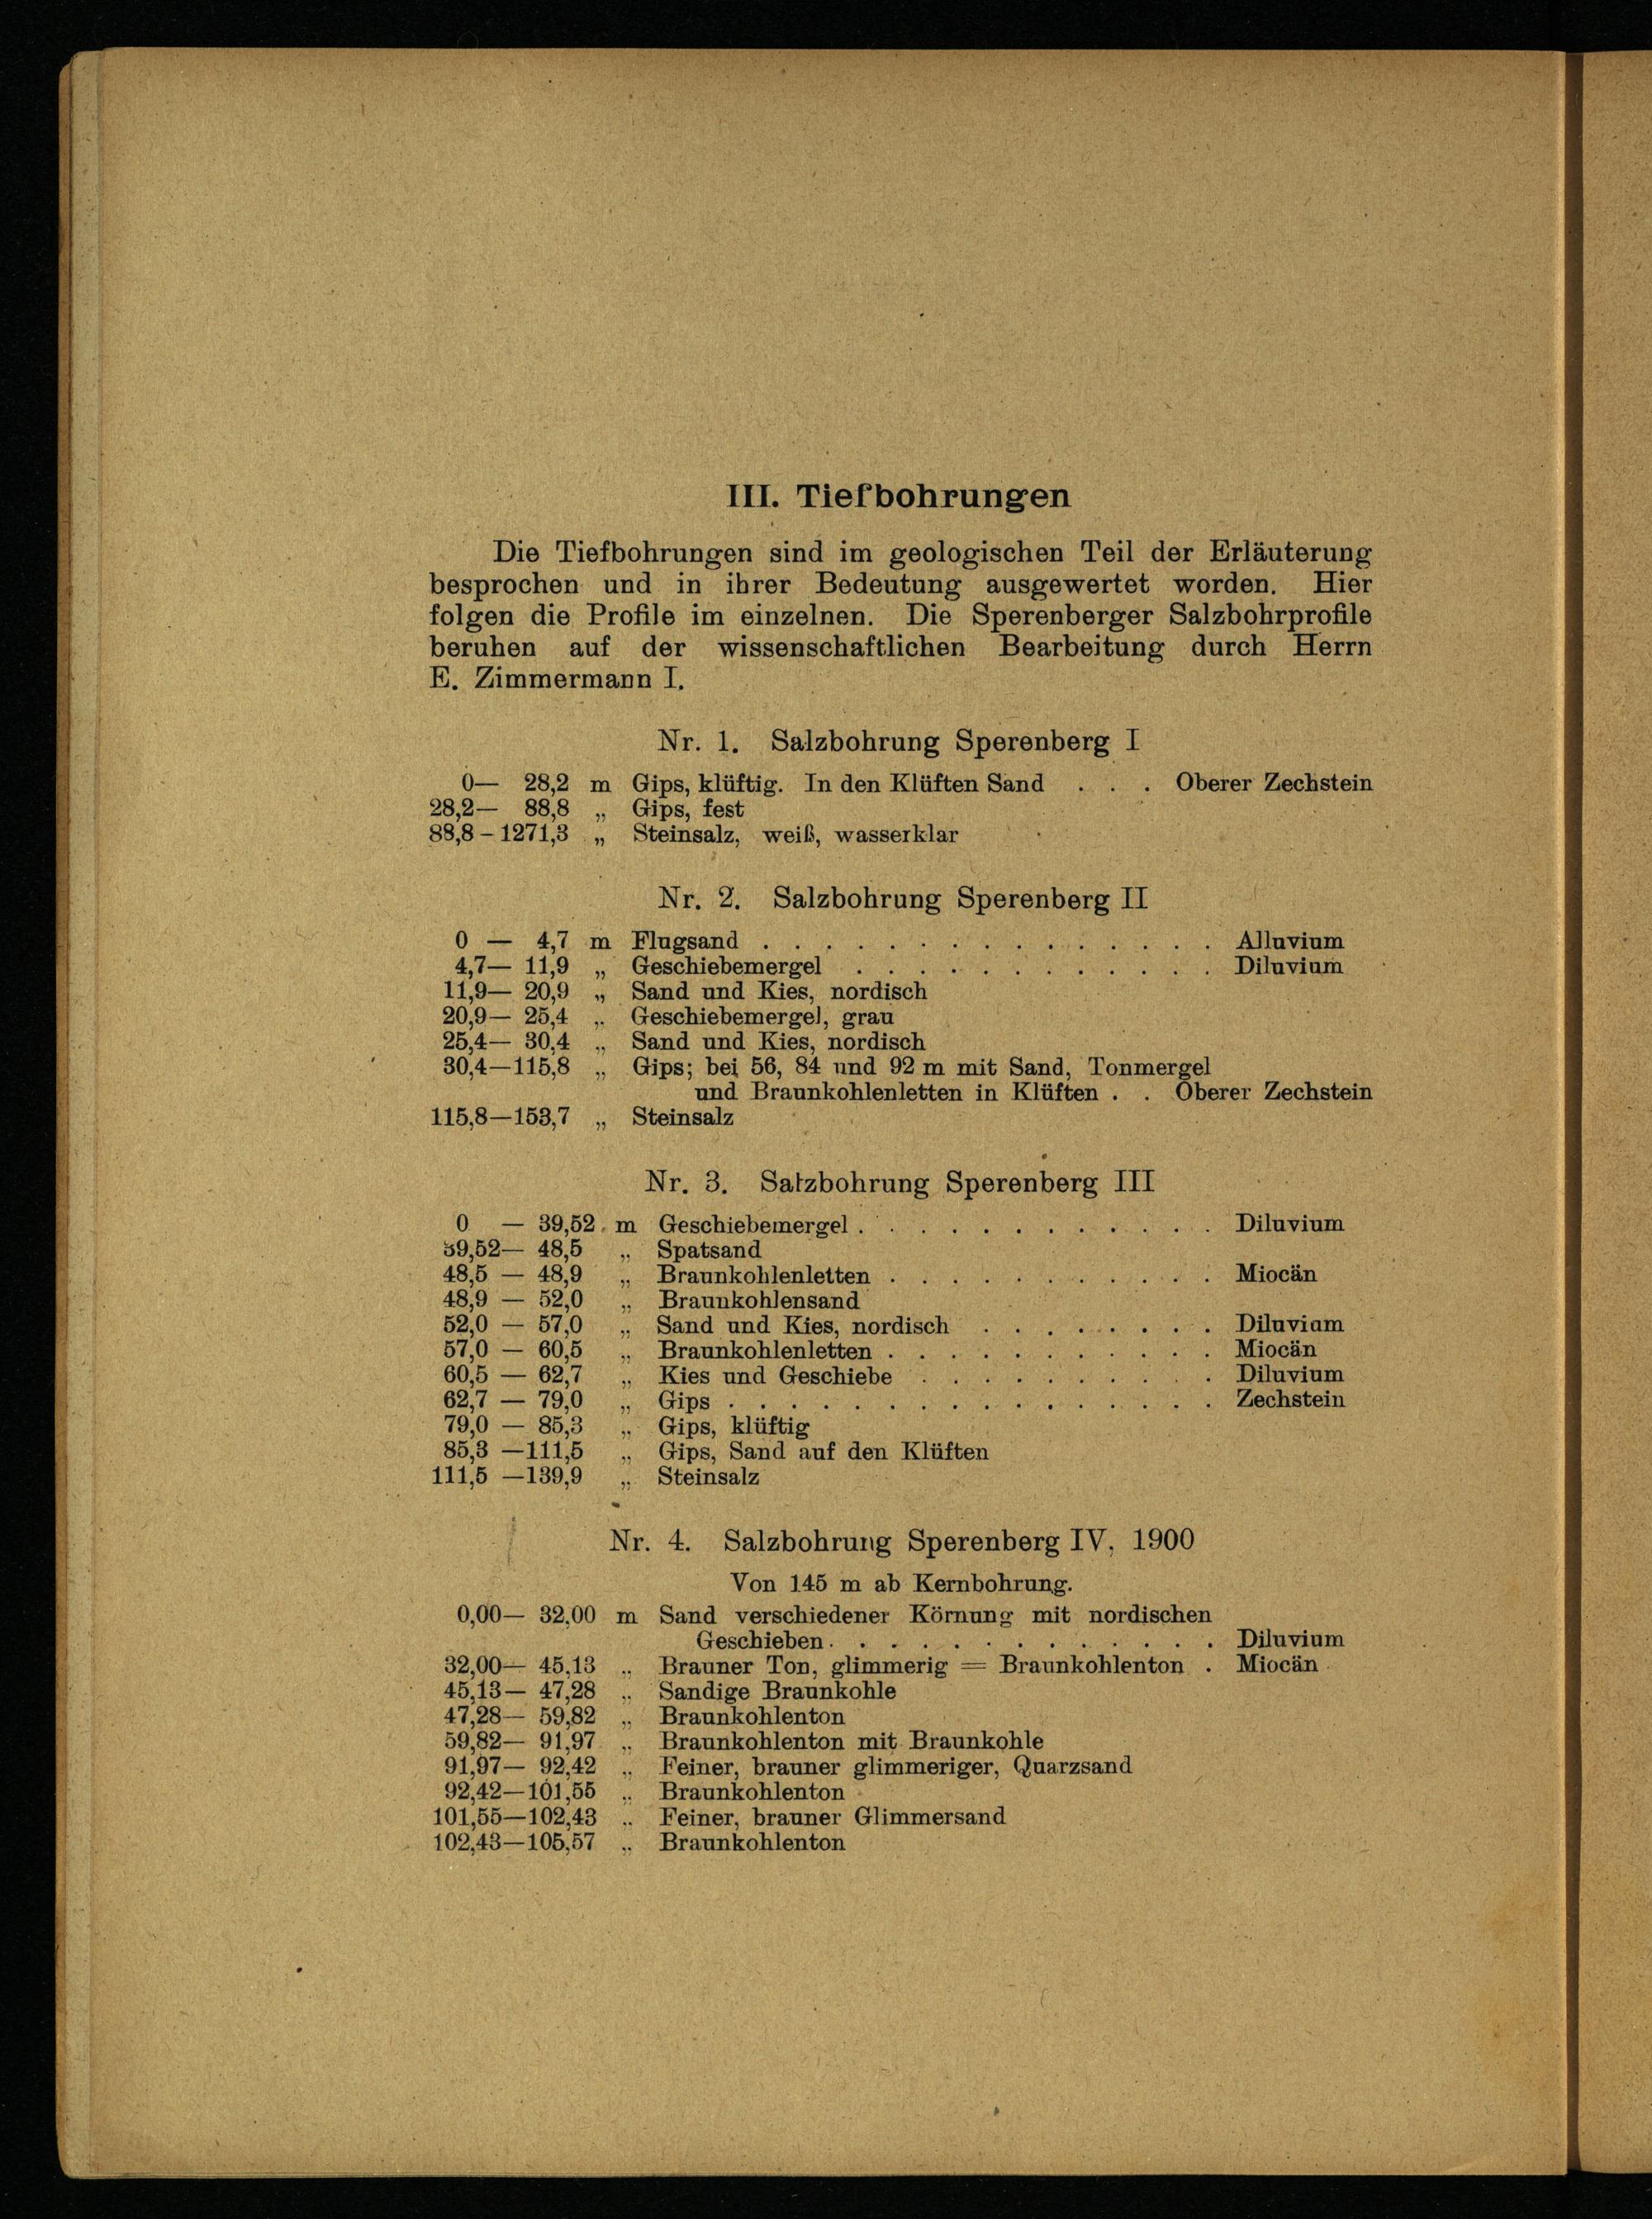 III. Tiefbohrungen
Die Tiefbohrungen sind im geologischen Teil der Erläuterung
besprochen und in ihrer Bedeutung ausgewertet worden. Hier
folgen die Profile im einzelnen. Die Sperenberger Salzbohrprofile
beruhen auf der wissenschaftlichen Bearbeitung durch Herrn
E. Zimmermann I.
Nr. 1. Salzbohrung Sperenberg I
0— 28,2 m Gips, klüftig. In den Klüften Sand . . . Oberer Zechstein
28,2— 88,8 „ Gips, fest
88,8–1271,3 „ Steinsalz, weiß, wasserklar
Nr. 2. Salzbohrung Sperenberg II
0 — 4,7 m Flugsand . . . . . . . . . . . . . . . Alluvium
4,7— 11,9 „ Geschiebemergel . . . . . . . . . . . . Diluvium
11,9— 20,9 „ Sand und Kies, nordisch
20,9— 25,4 „ Geschiebemergel, grau
25,4— 30,4 „ Sand und Kies, nordisch
30,4—115,8 „ Gips; bei 56, 84 und 92 m mit Sand, Tonmergel
und Braunkohlenletten in Klüften . . Oberer Zechstein
115,8—153,7 „ Steinsalz
Nr. 3. Satzbohrung Sperenberg III
0 — 39,52 m Geschiebemergel . . . . . . . . . . . . Diluvium
39,52— 48,5 „ Spatsand
48,5 — 48,9 „ Braunkohlenletten . . . . . . . . . . . Miocän
48,9 — 52,0 „ Braunkohlensand
52,0 — 57,0 „ Sand und Kies, nordisch . . . . . . . . Diluvium
57,0 — 60,5 „ Braunkohlenletten . . . . . . . . . . . Miocän
60,5 — 62,7 „ Kies und Geschiebe . . . . . . . . . . Diluvium
62,7 — 79,0 „ Gips . . . . . . . . . . . . . . . . Zechstein
79,0 — 85,3 „ Gips, klüftig
85,3 —111,5 „ Gips, Sand auf den Klüften
111,5 —139,9 „ Steinsalz
Nr. 4. Salzbohrung Sperenberg IV, 1900
Von 145 m ab Kernbohrung.
0,00— 32,00 m Sand verschiedener Körnung mit nordischen
Geschieben . . . . . . . . . . . . . Diluvium
32,00— 45,13 „ Brauner Ton, glimmerig = Braunkohlenton . Miocän
45,13— 47,28 „ Sandige Braunkohle
47,28— 59,82 „ Braunkohlenton
59,82— 91,97 „ Braunkohlenton mit Braunkohle
91,97— 92,42 „ Feiner, brauner glimmeriger, Quarzsand
92,42—101,55 „ Braunkohlenton
101,55—102,43 „ Feiner, brauner Glimmersand
102,43—105,57 „ Braunkohlenton